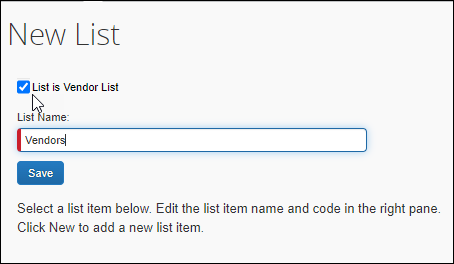 New List
List is Vendor List
List Name:
Vendors
Save
Select a list item below. Edit the list item name and code in the right pane.
Click New to add a new list item.